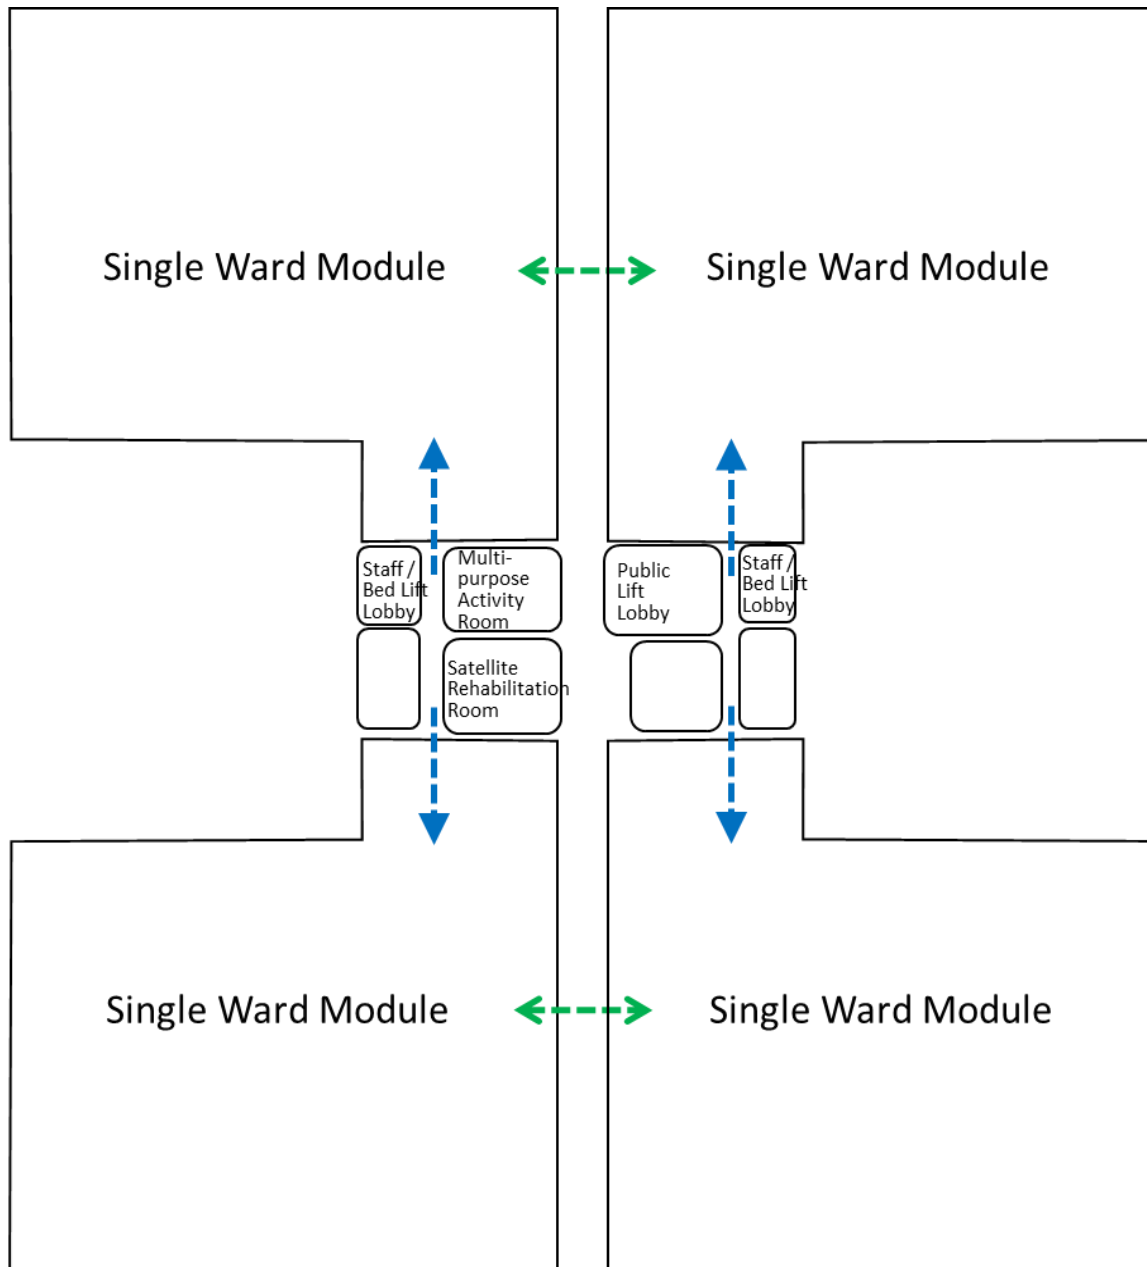 Single Ward Module
Single Ward Module
Staff /
Bed Lift
Lobby
Multi-
purpose
Activity
Room
Public
Lift
Lobby
Staff /
Bed Lift
Lobby
Satellite
Rehabilitation
Room
Single Ward Module
Single Ward Module